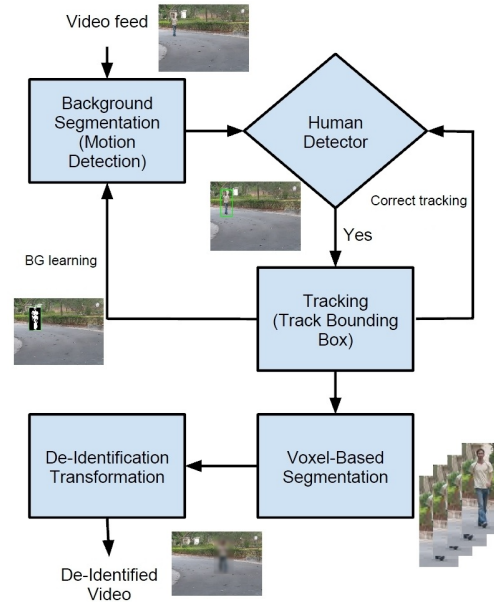 Video feed
Background
Segmentation
(Motion
Detection)
Human
Detector
Correct tracking
Yes
BG learning
Tracking
(Track Bounding
Box)
De-Identification
Transformation
Voxel-Based
Segmentation
De-Identified
Video